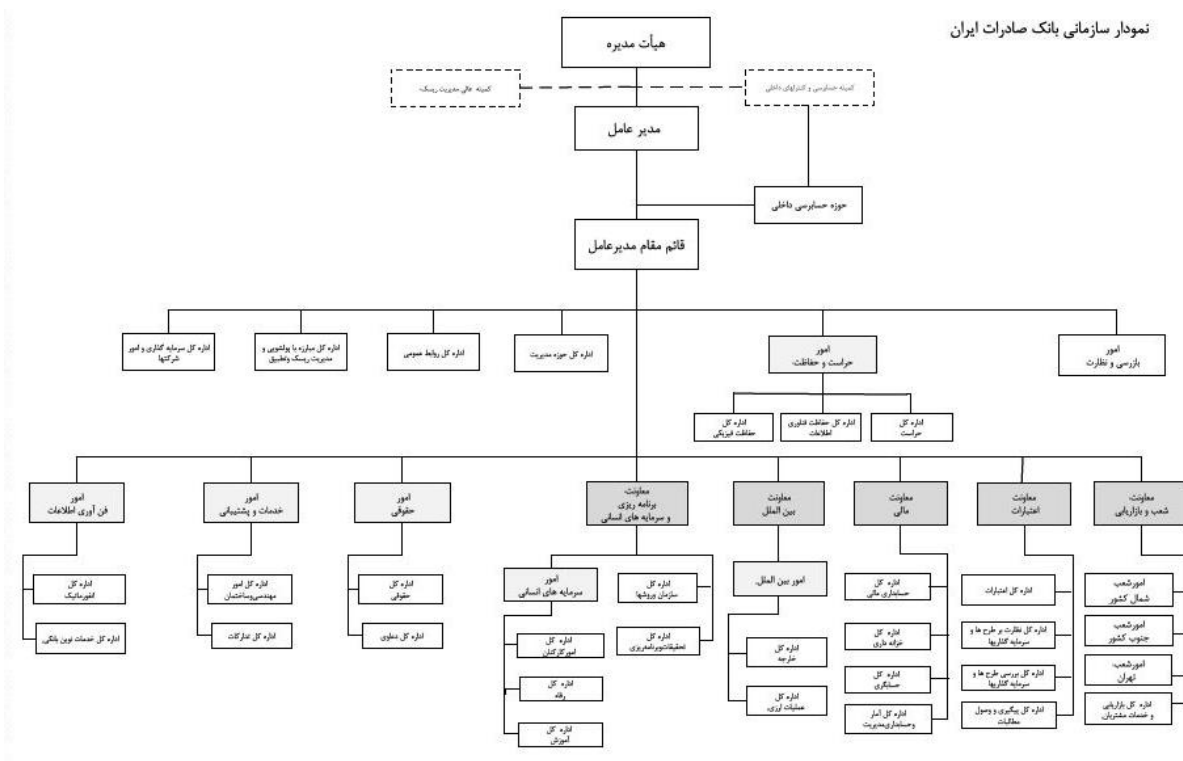 نمودار سازمانی بانک صادرات ایران
هیأت مدیره
کمیته حسابرسی و کنترلهای داخلی
کمیته عالی مدیریت ریسک
مدیر عامل
حوزه حسابرسی داخلی
قائم مقام مدیرعامل
امور
بازرسی و نظارت
امور
حراست و حفاظت
اداره کل حوزه مدیریت
اداره کل روابط عمومی
اداره کل مبارزه با پولشویی و
مدیریت ریسک وتطبیق
اداره کل سرمایه گذاری و امور
شرکتها
اداره کل
حراست
اداره کل حفاظت فناوری
اطلاعات
اداره کل
حفاظت فیزیکی
معاونت
شعب و بازاریابی
معاونت
اعتبارات
معاونت
مالی
معاونت
بین الملل
معاونت
برنامه ریزی
و سرمایه های انسانی
امور
حقوقی
امور
خدمات و پشتیبانی
امور
فن آوری اطلاعات
امورشعب
شمال کشور
امورشعب
جنوب کشور
امورشعب
تهران
اداره کل بازاریابی
و خدمات مشتریان
اداره کل اعتبارات
اداره کل نظارت بر طرح ها و
سرمایه گذاریها
اداره کل بررسی طرح ها و
سرمایه گذاریها
اداره کل پیگیری و وصول
مطالبات
اداره کل
حسابداری مالی
اداره کل
خزانه داری
اداره کل
حسابگری
اداره کل آمار
وحسابداری‌مدیریت
امور بین الملل
اداره کل
خارجه
اداره کل
عملیات ارزی
اداره کل
سازمان وروشها
اداره کل
تحقیقات‌وبرنامه‌ریزی
امور
سرمایه های انسانی
اداره کل
امورکارکنان
اداره کل
رفاه
اداره کل
آموزش
اداره کل
حقوقی
اداره کل دعاوی
اداره کل امور
مهندسی‌وساختمان
اداره کل تدارکات
اداره کل
انفورماتیک
اداره کل خدمات نوین بانکی